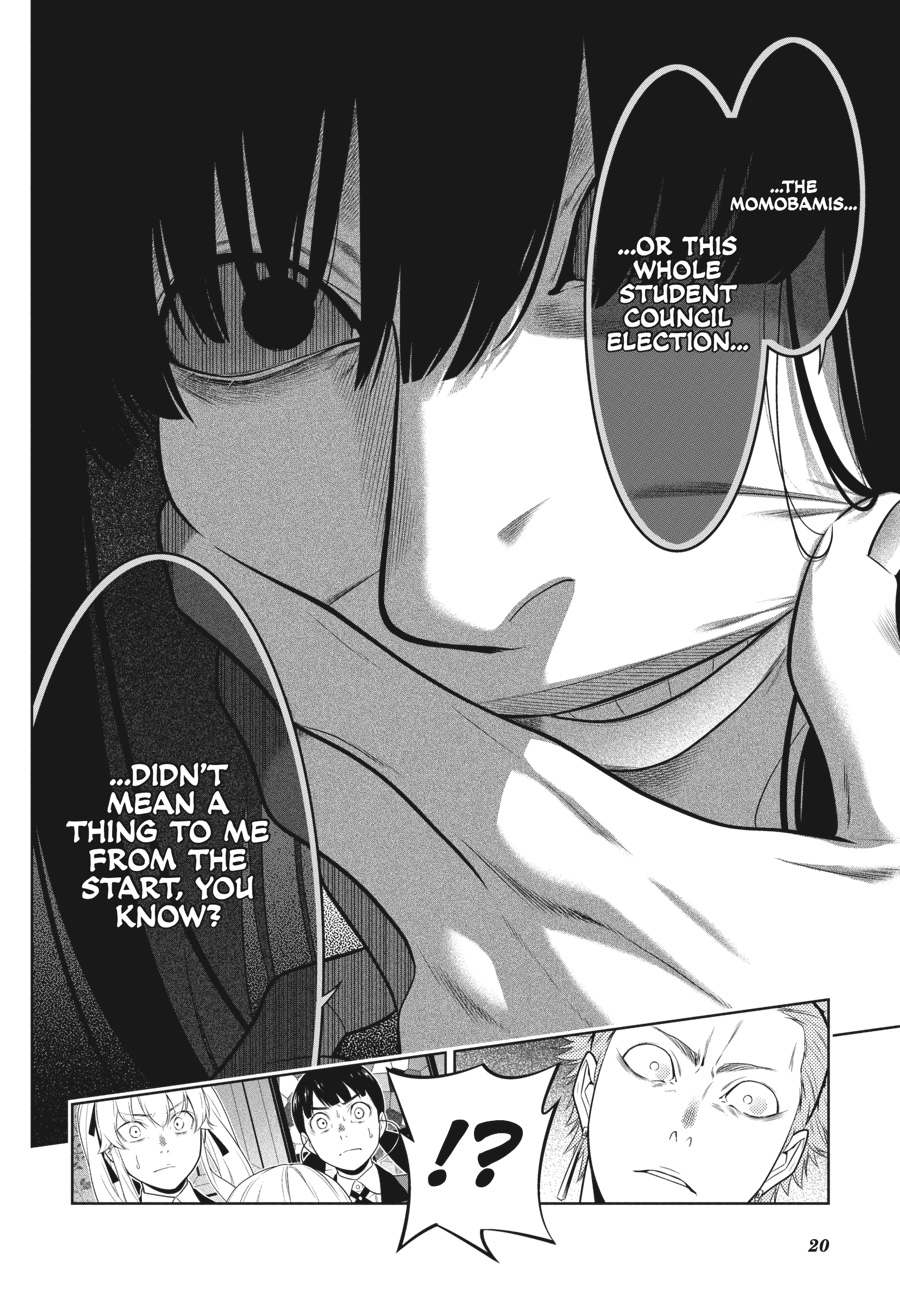 ...THE
MOMOBAMIS...
...OR THIS
WHOLE
STUDENT
COUNCIL
ELECTION...
...DIDN'T
MEAN A
THING TO ME
FROM THE
START, YOU
KNOW?
!?
20